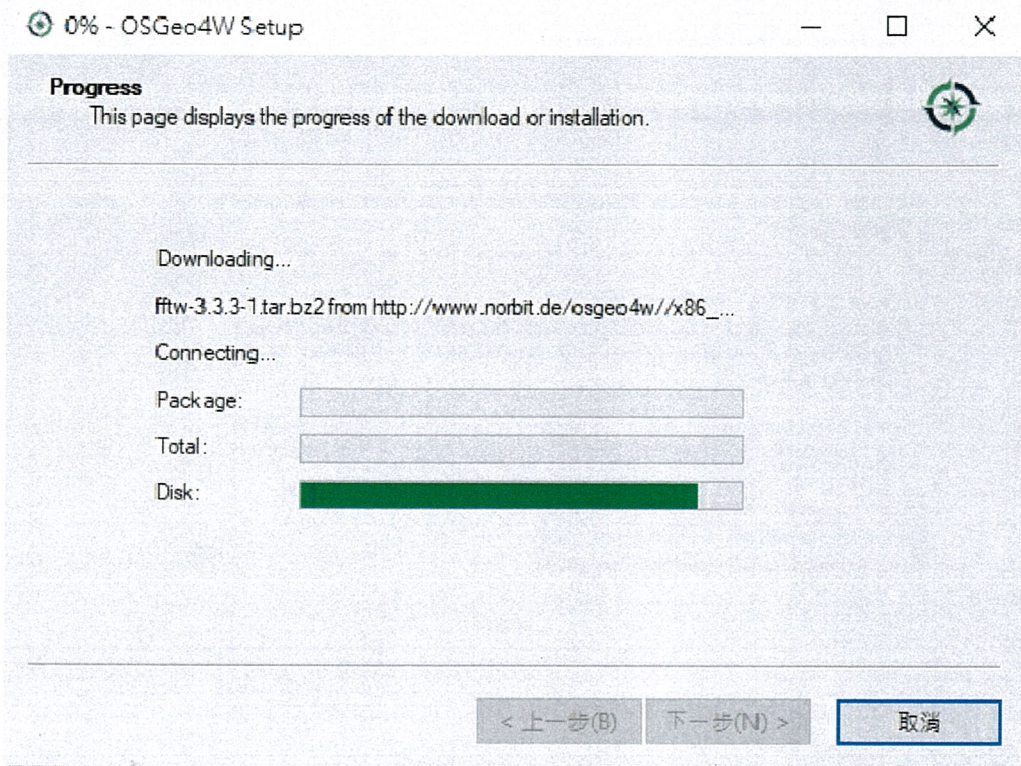 0% - OSGeo4W Setup
Progress
This page displays the progress of the download or installation.
Downloading...
fftw-3.3.3-1.tar.bz2 from http://www.norbit.de/osgeo4w//x86_...
Connecting...
Package:
Total:
Disk:
< 上一步(B)
下一步(N) >
取消